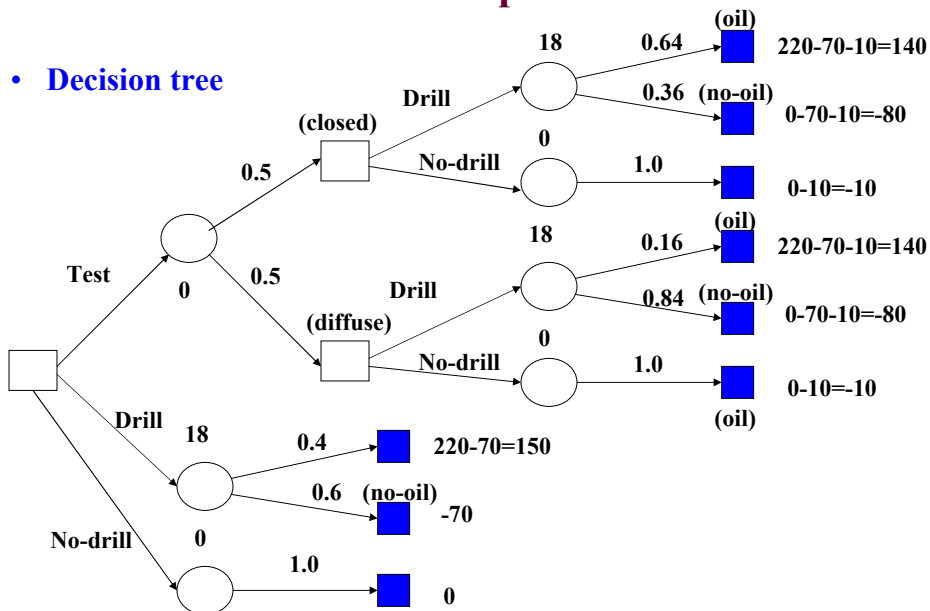 18
0.64
(oil)
220-70-10=140
• Decision tree
Drill
0.36
(no-oil)
0-70-10=-80
(closed)
0
No-drill
1.0
0.5
0-10=-10
(oil)
18
0.16
220-70-10=140
Test
0.5
0
Drill
0.84
(no-oil)
0-70-10=-80
(diffuse)
0
No-drill
1.0
0-10=-10
(oil)
Drill
18
0.4
220-70=150
0.6
(no-oil)
-70
No-drill
0
1.0
0